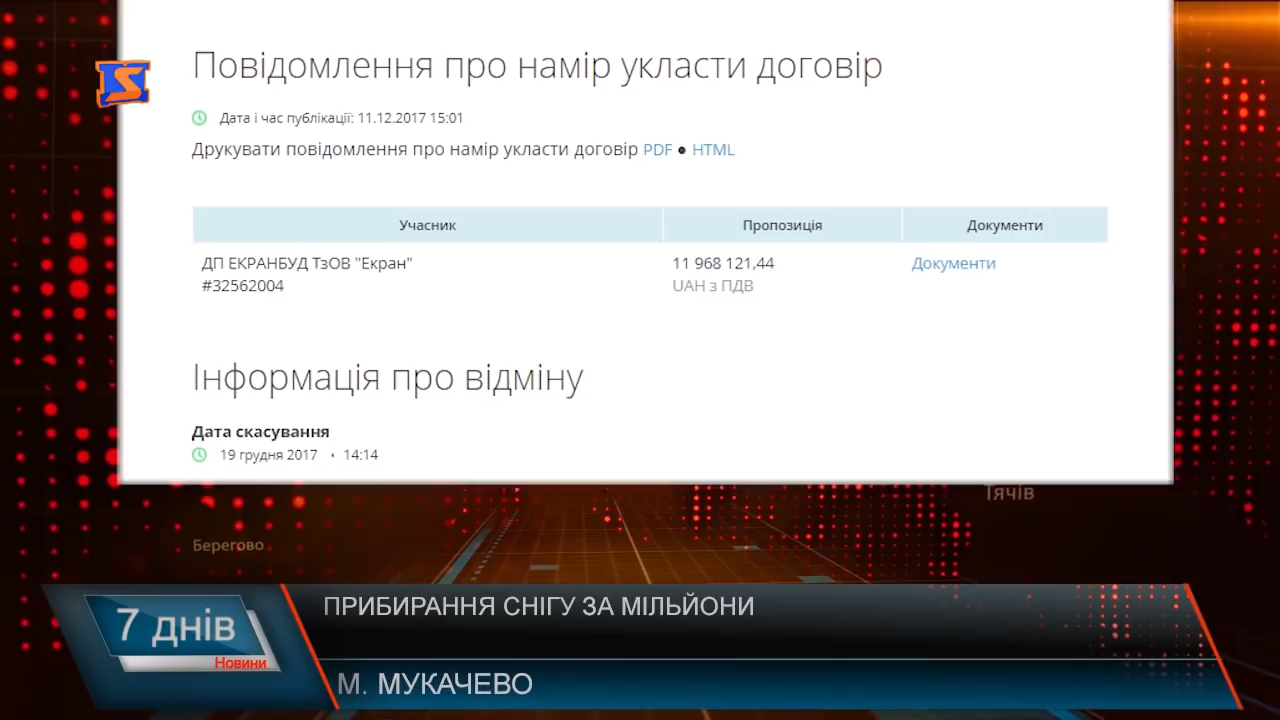 Повідомлення про намір укласти договір
Дата і час публікації: 11.12.2017 15:01
Друкувати повідомлення про намір укласти договір PDF ● HTML
Учасник Пропозиція Документи
ДП ЕКРАНБУД ТзОВ "Екран" 11 968 121,44 Документи
#32562004 UAH з ПДВ
Інформація про відміну
Дата скасування
19 грудня 2017 • 14:14
Тячів
Берегово
7 днів
Новини
ПРИБИРАННЯ СНІГУ ЗА МІЛЬЙОНИ
М. МУКАЧЕВО